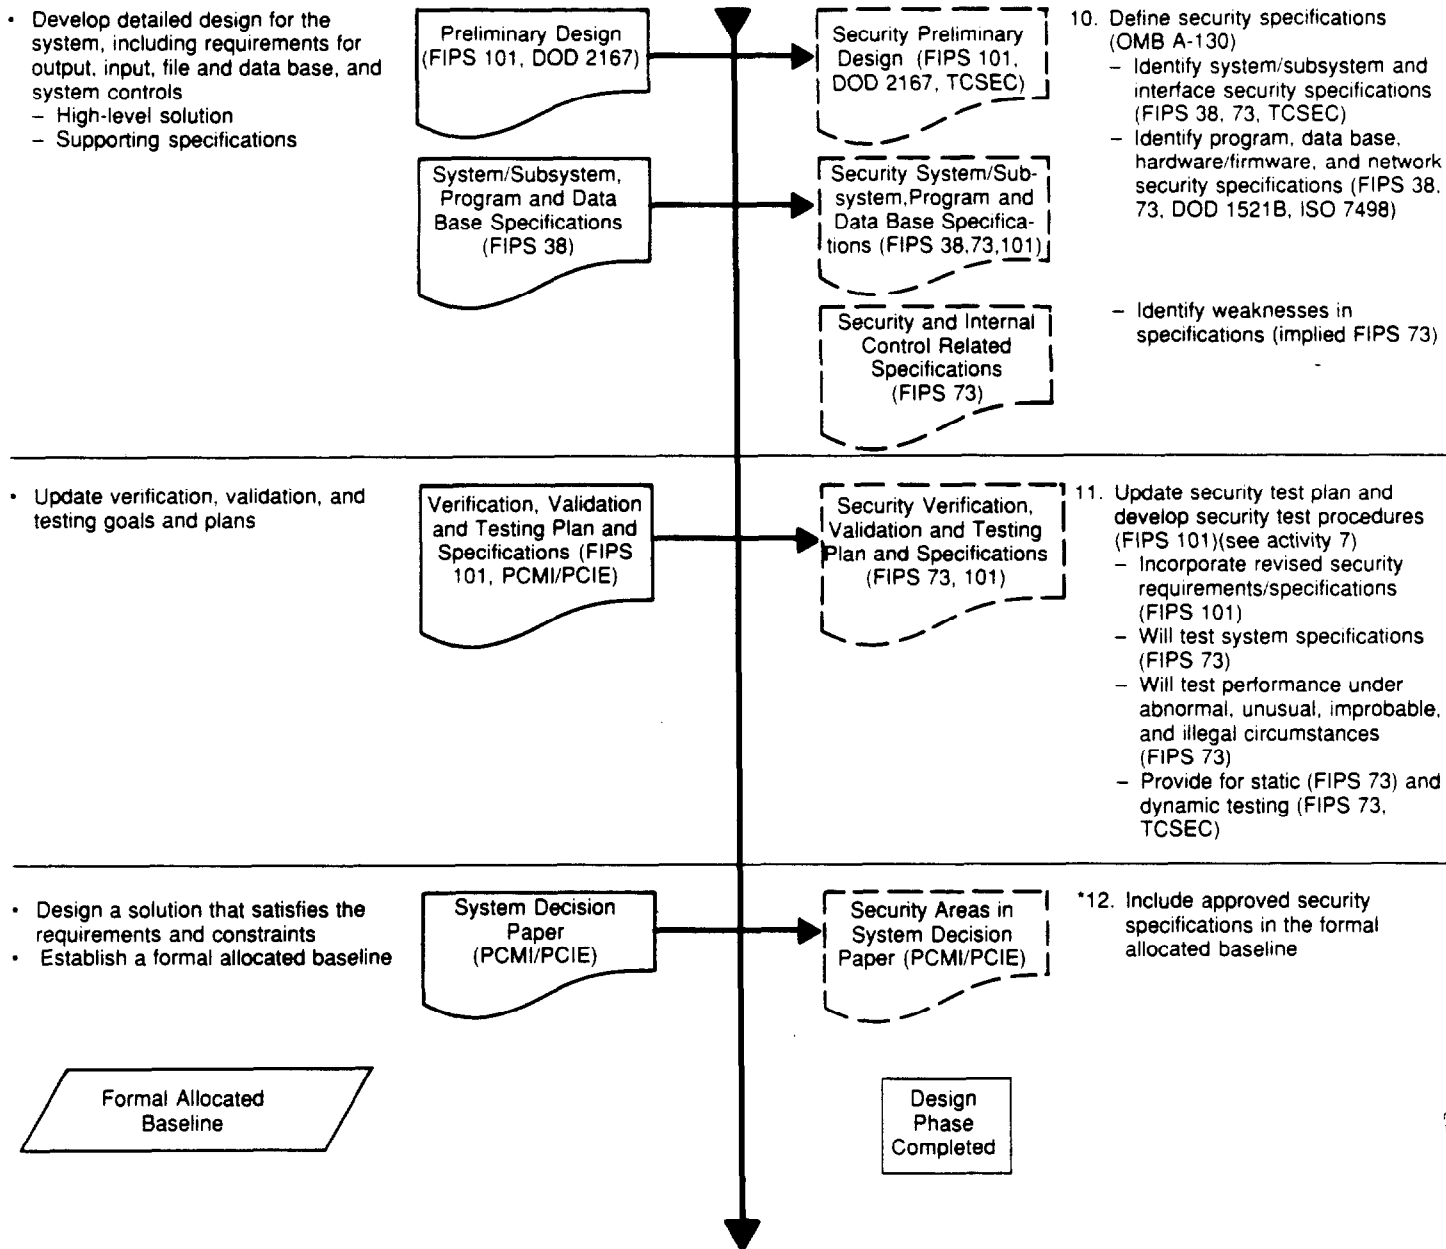 • Develop detailed design for the
system, including requirements for
output, input, file and data base, and
system controls
– High-level solution
– Supporting specifications
Preliminary Design
(FIPS 101, DOD 2167)
Security Preliminary
Design (FIPS 101,
DOD 2167, TCSEC)
10. Define security specifications
(OMB A-130)
– Identify system/subsystem and
interface security specifications
(FIPS 38, 73, TCSEC)
– Identify program, data base,
hardware/firmware, and network
security specifications (FIPS 38,
73, DOD 1521B, ISO 7498)
System/Subsystem,
Program and Data
Base Specifications
(FIPS 38)
Security System/Sub-
system,Program and
Data Base Specifica-
tions (FIPS 38,73,101)
Security and Internal
Control Related
Specifications
(FIPS 73)
– Identify weaknesses in
specifications (implied FIPS 73)
• Update verification, validation, and
testing goals and plans
Verification, Validation
and Testing Plan and
Specifications (FIPS
101, PCMI/PCIE)
Security Verification,
Validation and Testing
Plan and Specifications
(FIPS 73, 101)
11. Update security test plan and
develop security test procedures
(FIPS 101)(see activity 7)
– Incorporate revised security
requirements/specifications
(FIPS 101)
– Will test system specifications
(FIPS 73)
– Will test performance under
abnormal, unusual, improbable,
and illegal circumstances
(FIPS 73)
– Provide for static (FIPS 73) and
dynamic testing (FIPS 73,
TCSEC)
• Design a solution that satisfies the
requirements and constraints
• Establish a formal allocated baseline
System Decision
Paper
(PCMI/PCIE)
Security Areas in
System Decision
Paper (PCMI/PCIE)
*12. Include approved security
specifications in the formal
allocated baseline
Formal Allocated
Baseline
Design
Phase
Completed